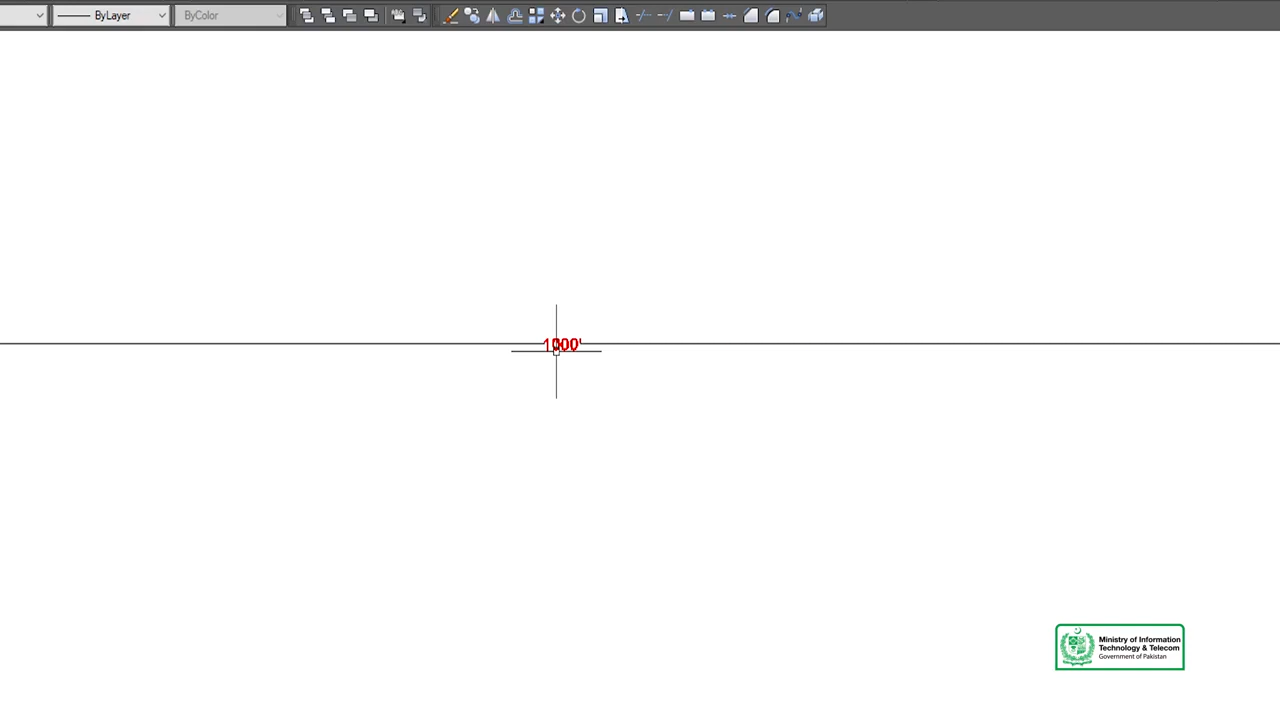 ByLayer
ByColor
1000'
Ministry of Information
Technology & Telecom
Government of Pakistan